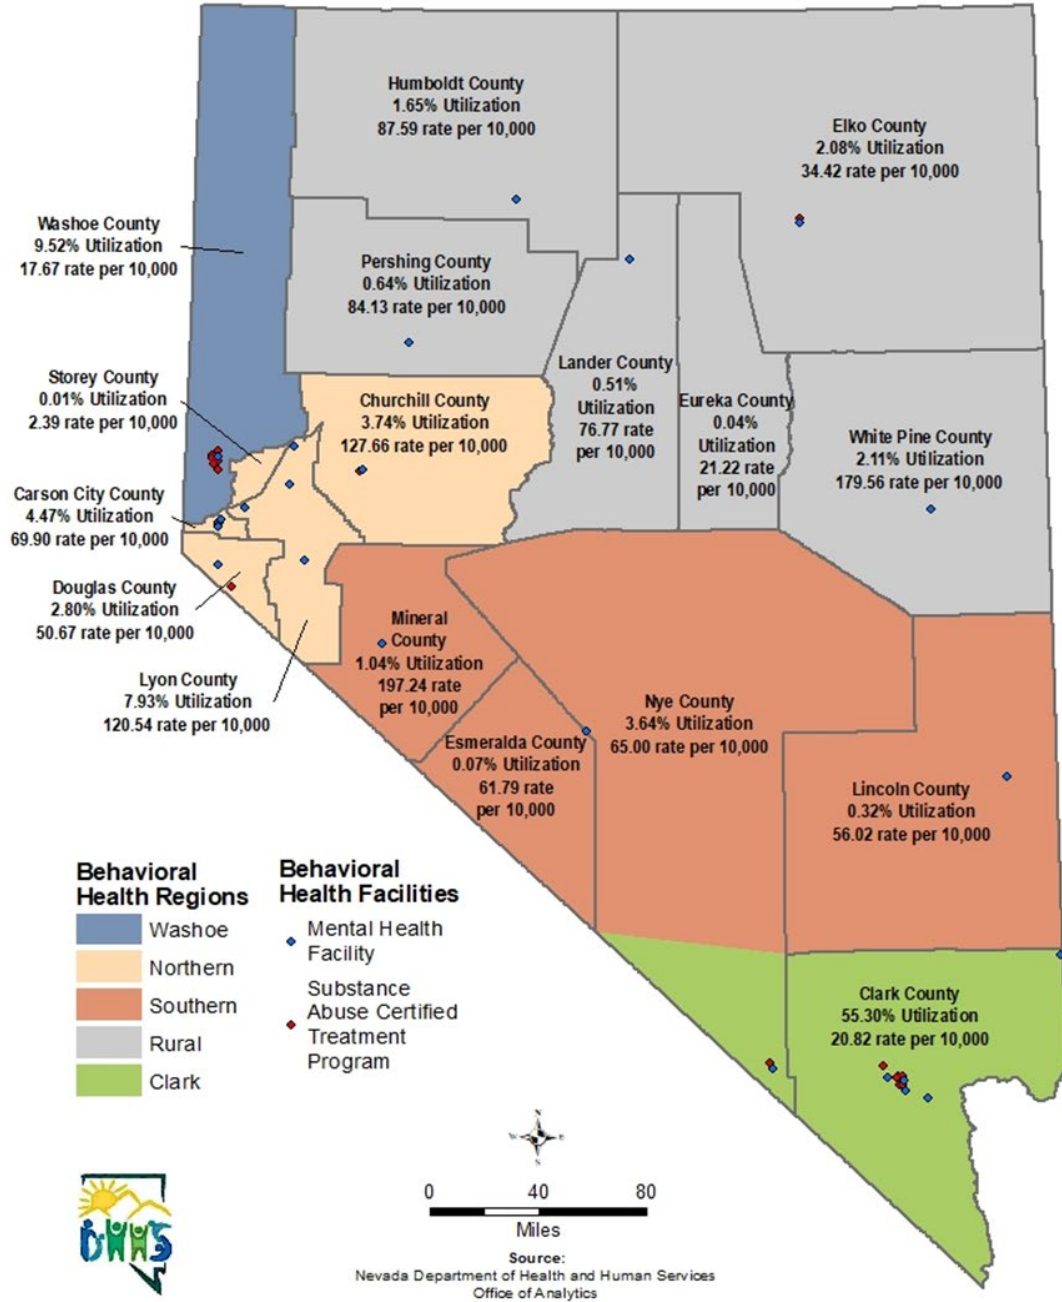 Humboldt County
1.65% Utilization
87.59 rate per 10,000
Elko County
2.08% Utilization
34.42 rate per 10,000
Washoe County
9.52% Utilization
17.67 rate per 10,000
Pershing County
0.64% Utilization
84.13 rate per 10,000
Lander County
0.51%
Utilization
76.77 rate
per 10,000
Eureka County
0.04%
Utilization
21.22 rate
per 10,000
Storey County
0.01% Utilization
2.39 rate per 10,000
Churchill County
3.74% Utilization
127.66 rate per 10,000
White Pine County
2.11% Utilization
179.56 rate per 10,000
Carson City County
4.47% Utilization
69.90 rate per 10,000
Douglas County
2.80% Utilization
50.67 rate per 10,000
Lyon County
7.93% Utilization
120.54 rate per 10,000
Mineral
County
1.04% Utilization
197.24 rate
per 10,000
Esmeralda County
0.07% Utilization
61.79 rate
per 10,000
Nye County
3.64% Utilization
65.00 rate per 10,000
Lincoln County
0.32% Utilization
56.02 rate per 10,000
Clark County
55.30% Utilization
20.82 rate per 10,000
Behavioral
Health Regions
Washoe
Northern
Southern
Rural
Clark
Behavioral
Health Facilities
Mental Health
Facility
Substance
Abuse Certified
Treatment
Program
N
W E
S
0 40 80
Miles
DHHS
Source:
Nevada Department of Health and Human Services
Office of Analytics